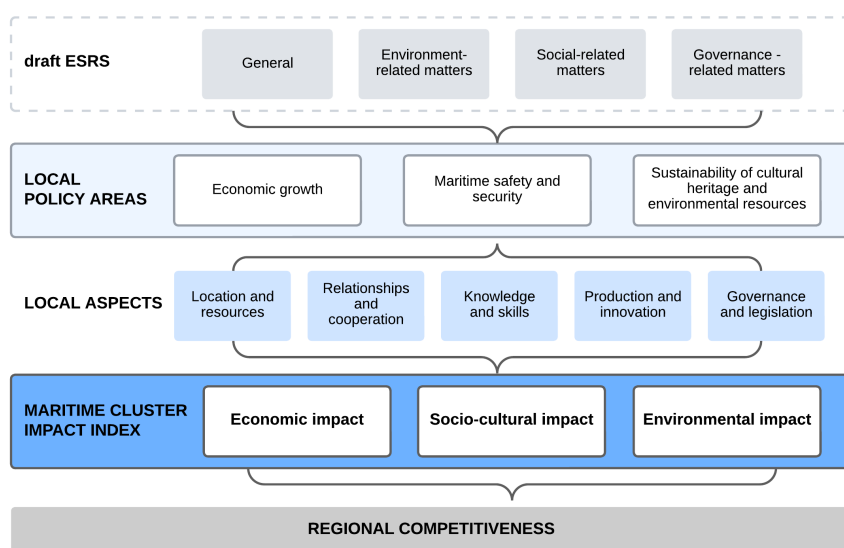 draft ESRS
General
Environment-
related matters
Social-related
matters
Governance -
related matters
LOCAL
POLICY AREAS
Economic growth
Maritime safety and
security
Sustainability of cultural
heritage and
environmental resources
LOCAL ASPECTS
Location and
resources
Relationships
and
cooperation
Knowledge
and skills
Production and
innovation
Governance
and legislation
MARITIME CLUSTER
IMPACT INDEX
Economic impact
Socio-cultural impact
Environmental impact
REGIONAL COMPETITIVENESS